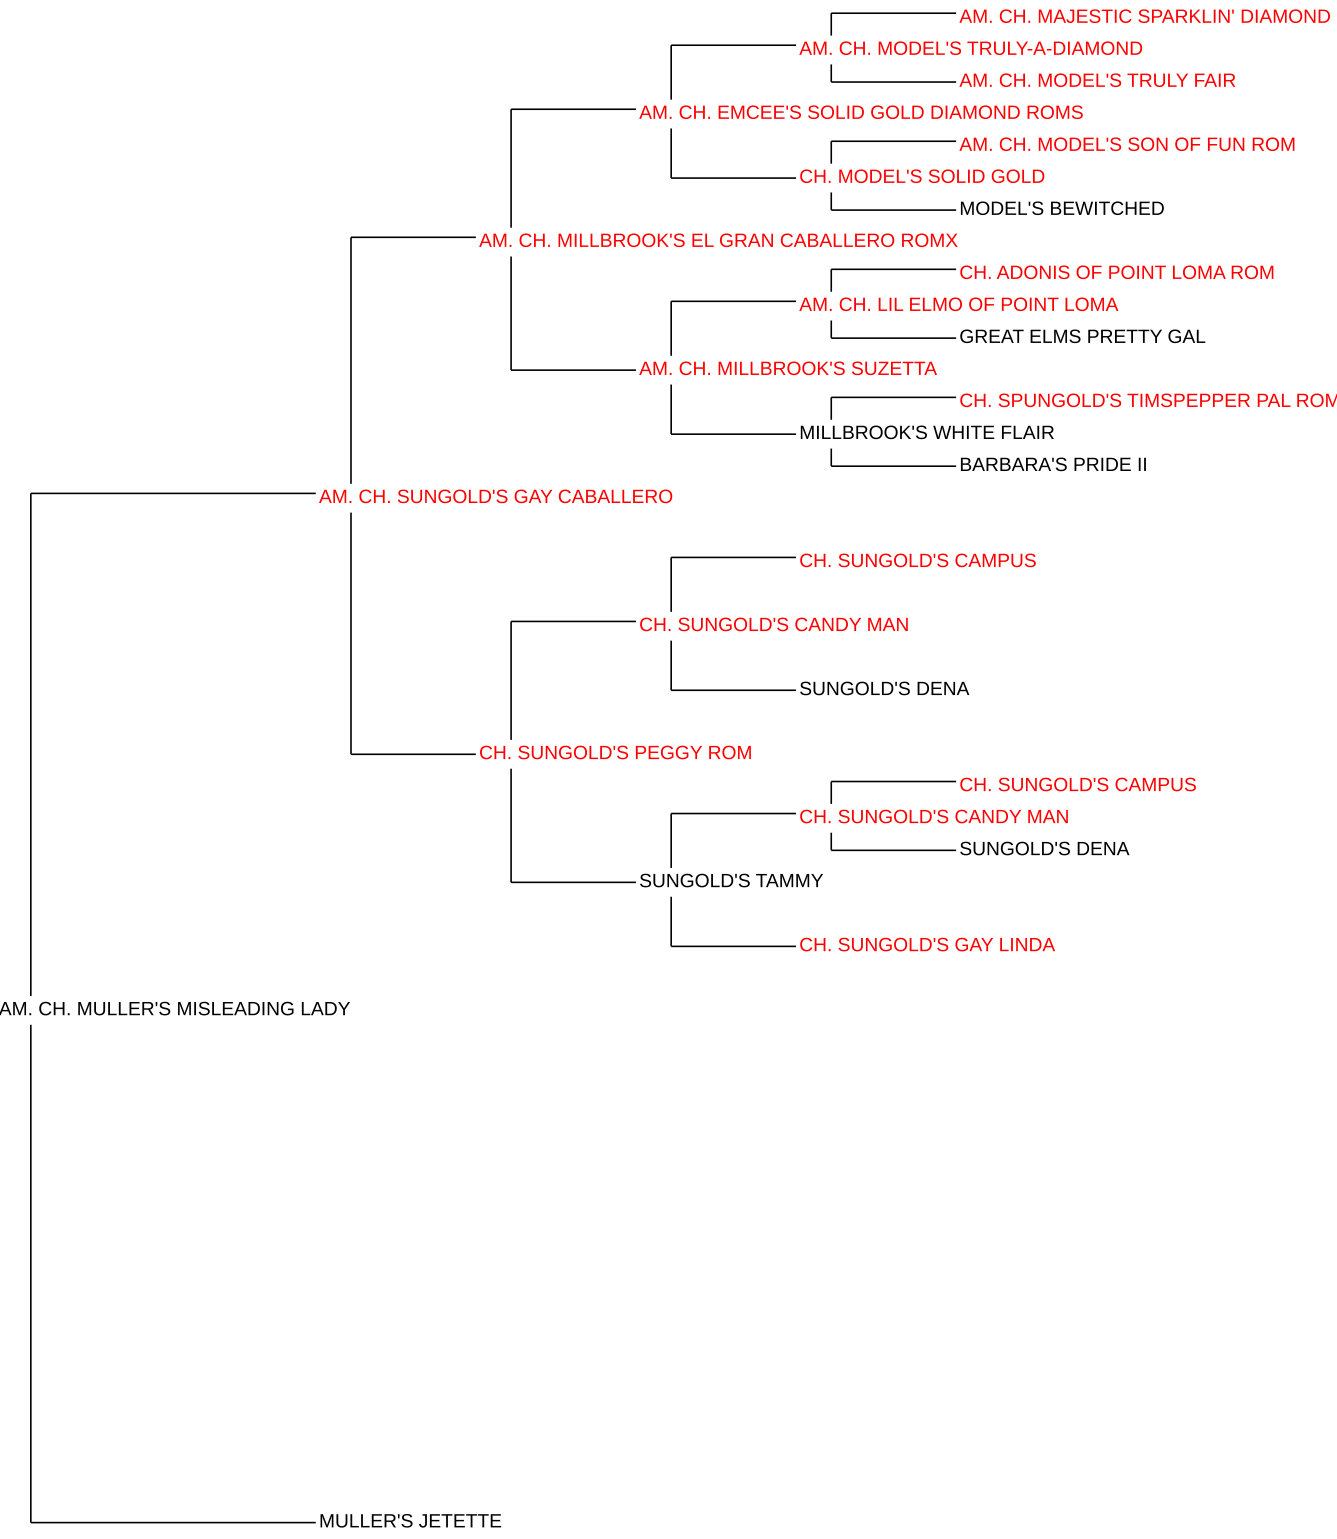 AM. CH. MAJESTIC SPARKLIN' DIAMOND
AM. CH. MODEL'S TRULY-A-DIAMOND
AM. CH. MODEL'S TRULY FAIR
AM. CH. EMCEE'S SOLID GOLD DIAMOND ROMS
AM. CH. MODEL'S SON OF FUN ROM
CH. MODEL'S SOLID GOLD
MODEL'S BEWITCHED
AM. CH. MILLBROOK'S EL GRAN CABALLERO ROMX
CH. ADONIS OF POINT LOMA ROM
AM. CH. LIL ELMO OF POINT LOMA
GREAT ELMS PRETTY GAL
AM. CH. MILLBROOK'S SUZETTA
CH. SPUNGOLD'S TIMSPEPPER PAL ROM
MILLBROOK'S WHITE FLAIR
BARBARA'S PRIDE II
AM. CH. SUNGOLD'S GAY CABALLERO
CH. SUNGOLD'S CAMPUS
CH. SUNGOLD'S CANDY MAN
SUNGOLD'S DENA
CH. SUNGOLD'S PEGGY ROM
CH. SUNGOLD'S CAMPUS
CH. SUNGOLD'S CANDY MAN
SUNGOLD'S DENA
SUNGOLD'S TAMMY
CH. SUNGOLD'S GAY LINDA
AM. CH. MULLER'S MISLEADING LADY
MULLER'S JETETTE